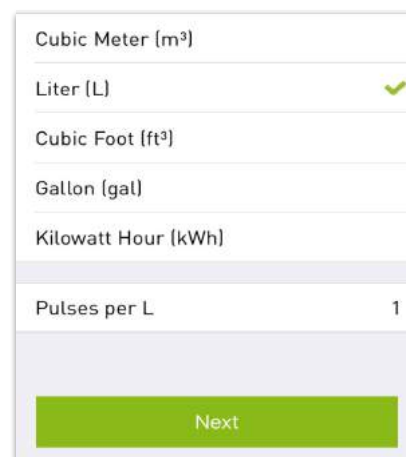 Cubic Meter (m³)
Liter (L)
Cubic Foot (ft³)
Gallon (gal)
Kilowatt Hour (kWh)
Pulses per L 1
Next